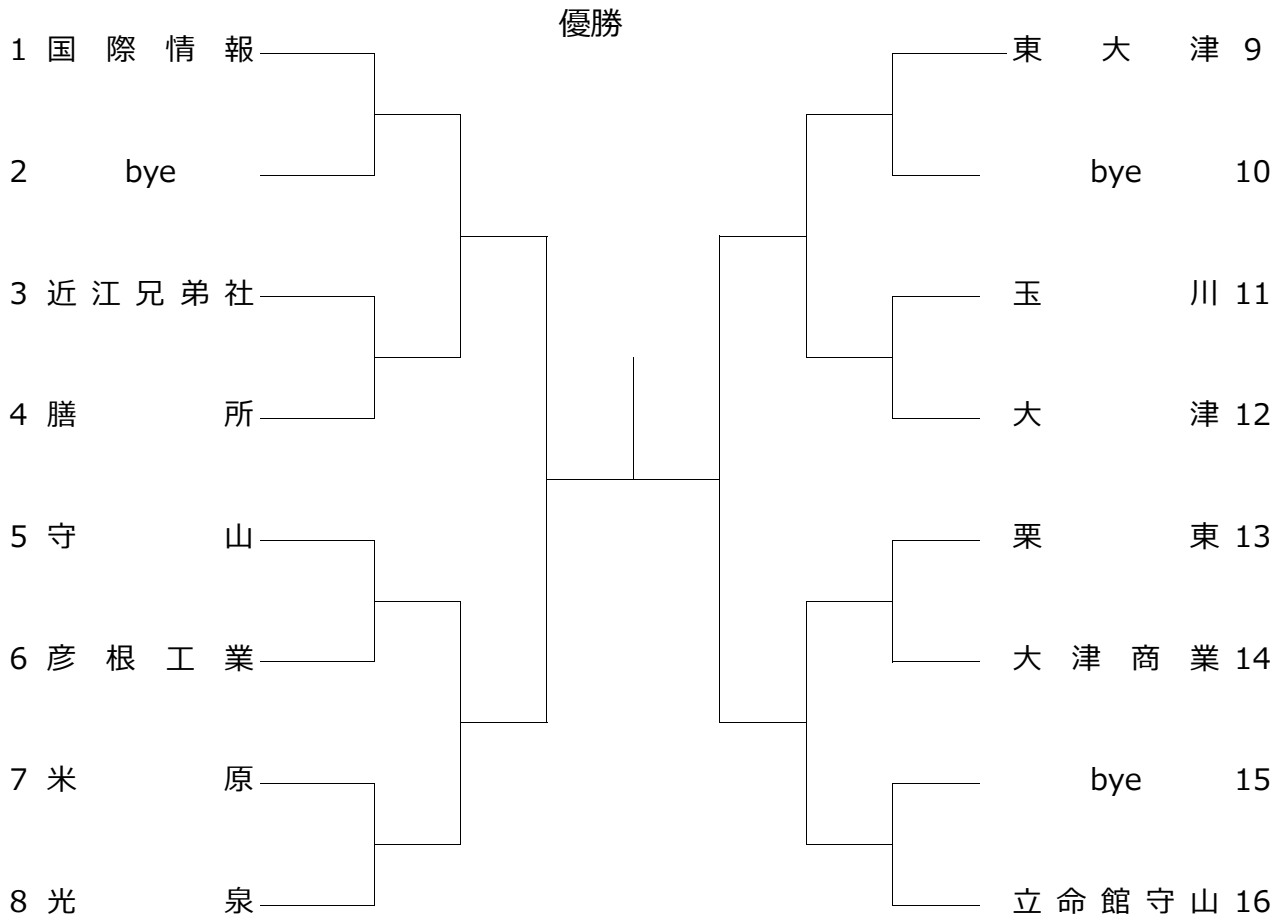 優勝
1 国際情報
2 bye
3 近江兄弟社
4 膳所
5 守山
6 彦根工業
7 米原
8 光泉
東大津 9
bye 10
玉川 11
大津 12
栗東 13
大津商業 14
bye 15
立命館守山 16